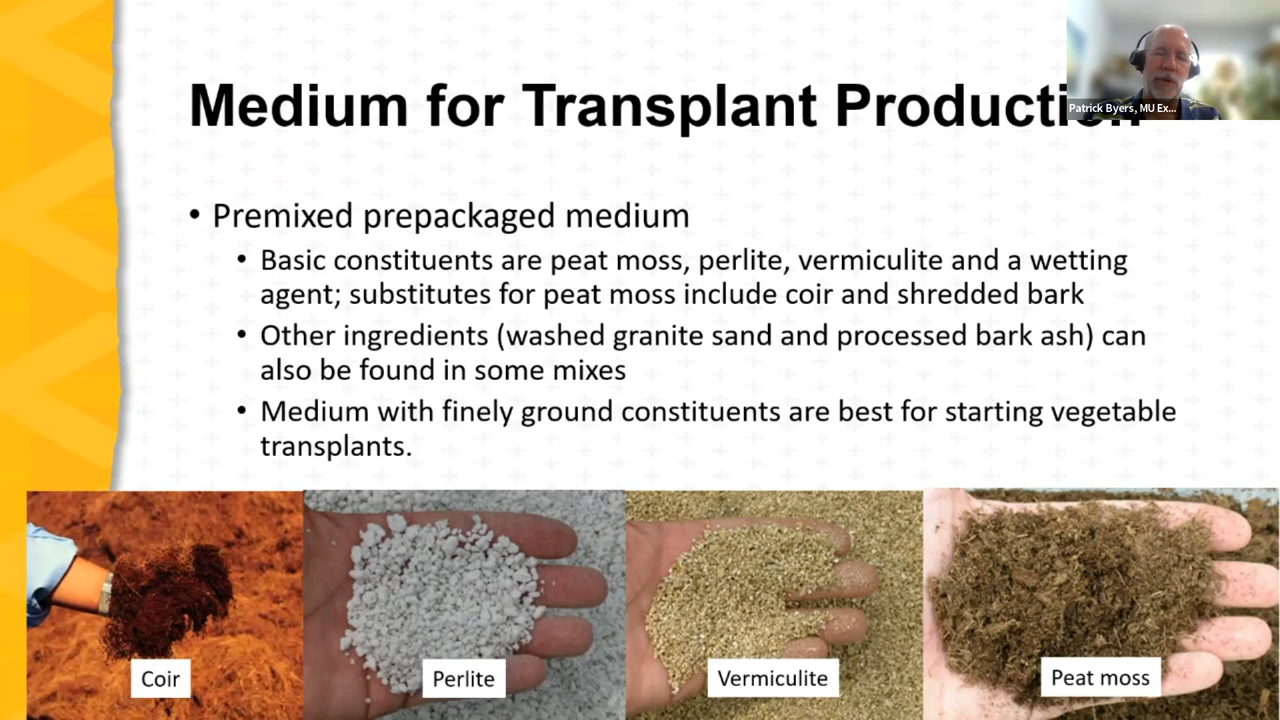 Medium for Transplant Production
Patrick Byers, MU Ex...
• Premixed prepackaged medium
• Basic constituents are peat moss, perlite, vermiculite and a wetting
agent; substitutes for peat moss include coir and shredded bark
• Other ingredients (washed granite sand and processed bark ash) can
also be found in some mixes
• Medium with finely ground constituents are best for starting vegetable
transplants.
Coir
Perlite
Vermiculite
Peat moss